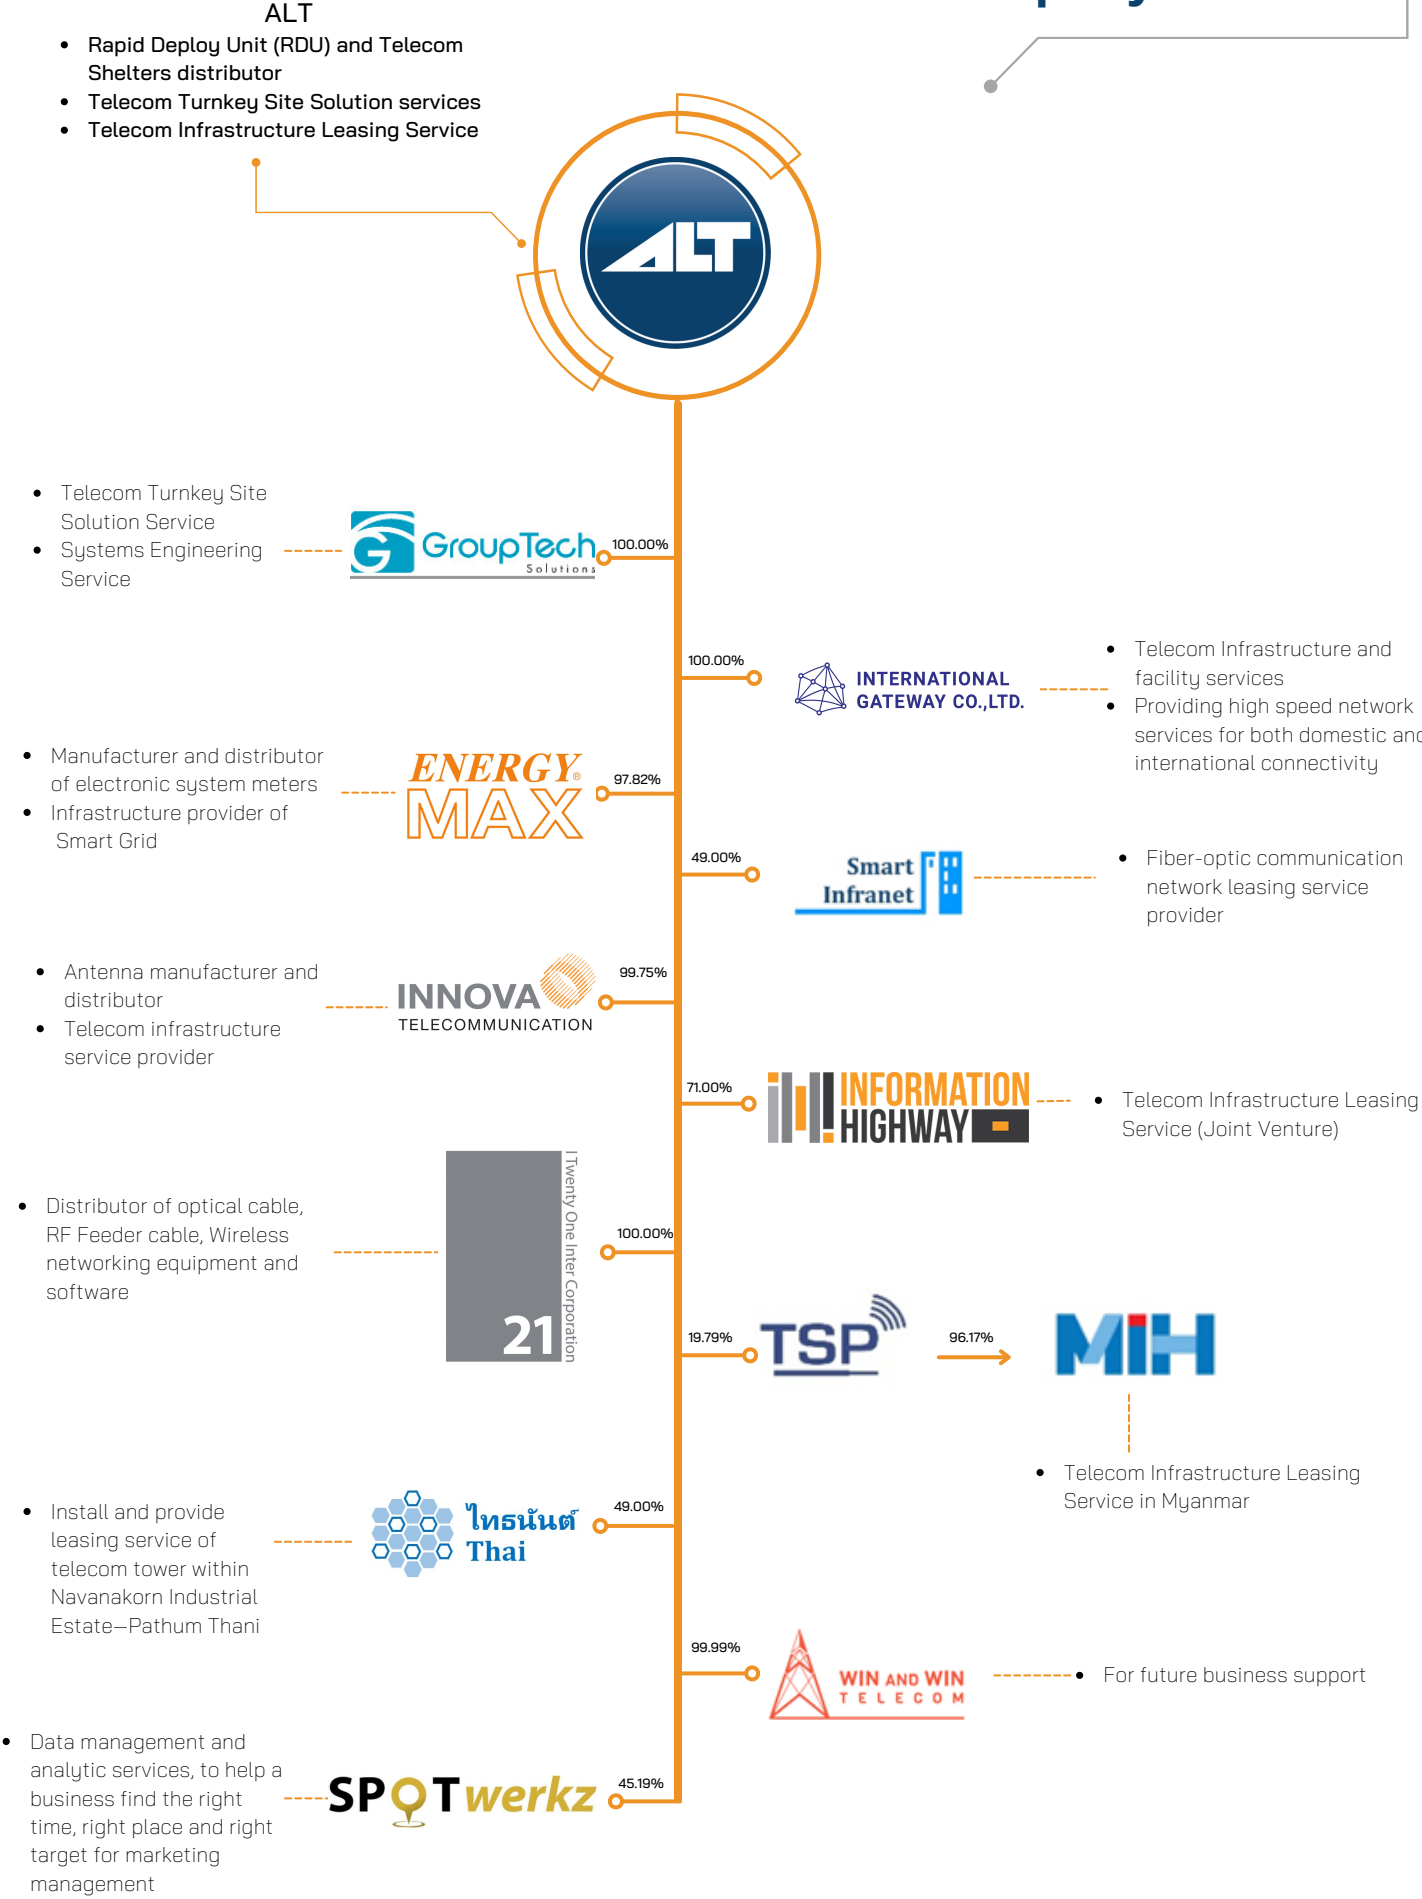 ALT
• Rapid Deploy Unit (RDU) and Telecom
Shelters distributor
• Telecom Turnkey Site Solution services
• Telecom Infrastructure Leasing Service
ALT
• Telecom Turnkey Site
Solution Service
• Systems Engineering
Service
GroupTech
Solutions
100.00%
100.00%
INTERNATIONAL
GATEWAY CO.,LTD.
• Telecom Infrastructure and
facility services
• Providing high speed network
services for both domestic and
international connectivity
• Manufacturer and distributor
of electronic system meters
• Infrastructure provider of
Smart Grid
ENERGY®
MAX
97.82%
49.00%
Smart
Infranet
• Fiber-optic communication
network leasing service
provider
• Antenna manufacturer and
distributor
• Telecom infrastructure
service provider
INNOVA
TELECOMMUNICATION
99.75%
71.00%
INFORMATION
HIGHWAY
• Telecom Infrastructure Leasing
Service (Joint Venture)
• Distributor of optical cable,
RF Feeder cable, Wireless
networking equipment and
software
21
I Twenty One Inter Corporation
100.00%
19.79%
TSP
96.17%
MIH
• Telecom Infrastructure Leasing
Service in Myanmar
• Install and provide
leasing service of
telecom tower within
Navanakorn Industrial
Estate—Pathum Thani
ไทธนันต์
Thai
49.00%
99.99%
WIN AND WIN
TELECOM
• For future business support
• Data management and
analytic services, to help a
business find the right
time, right place and right
target for marketing
management
SPOTwerkz
45.19%